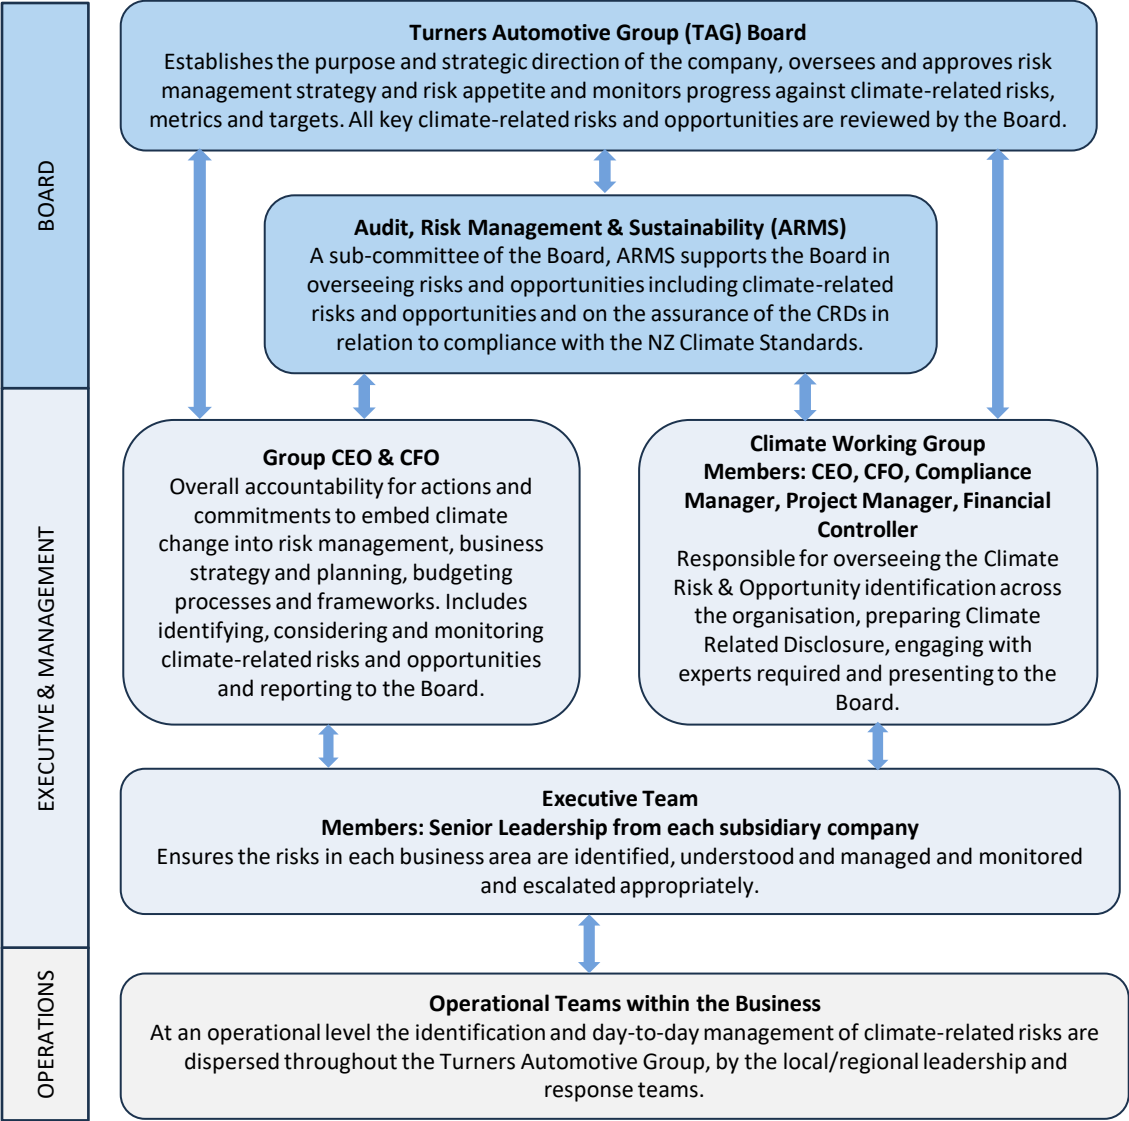 BOARD
Turners Automotive Group (TAG) Board
Establishes the purpose and strategic direction of the company, oversees and approves risk
management strategy and risk appetite and monitors progress against climate-related risks,
metrics and targets. All key climate-related risks and opportunities are reviewed by the Board.
Audit, Risk Management & Sustainability (ARMS)
A sub-committee of the Board, ARMS supports the Board in
overseeing risks and opportunities including climate-related
risks and opportunities and on the assurance of the CRDs in
relation to compliance with the NZ Climate Standards.
EXECUTIVE & MANAGEMENT
Group CEO & CFO
Overall accountability for actions and
commitments to embed climate
change into risk management, business
strategy and planning, budgeting
processes and frameworks. Includes
identifying, considering and monitoring
climate-related risks and opportunities
and reporting to the Board.
Climate Working Group
Members: CEO, CFO, Compliance
Manager, Project Manager, Financial
Controller
Responsible for overseeing the Climate
Risk & Opportunity identification across
the organisation, preparing Climate
Related Disclosure, engaging with
experts required and presenting to the
Board.
Executive Team
Members: Senior Leadership from each subsidiary company
Ensures the risks in each business area are identified, understood and managed and monitored
and escalated appropriately.
OPERATIONS
Operational Teams within the Business
At an operational level the identification and day-to-day management of climate-related risks are
dispersed throughout the Turners Automotive Group, by the local/regional leadership and
response teams.